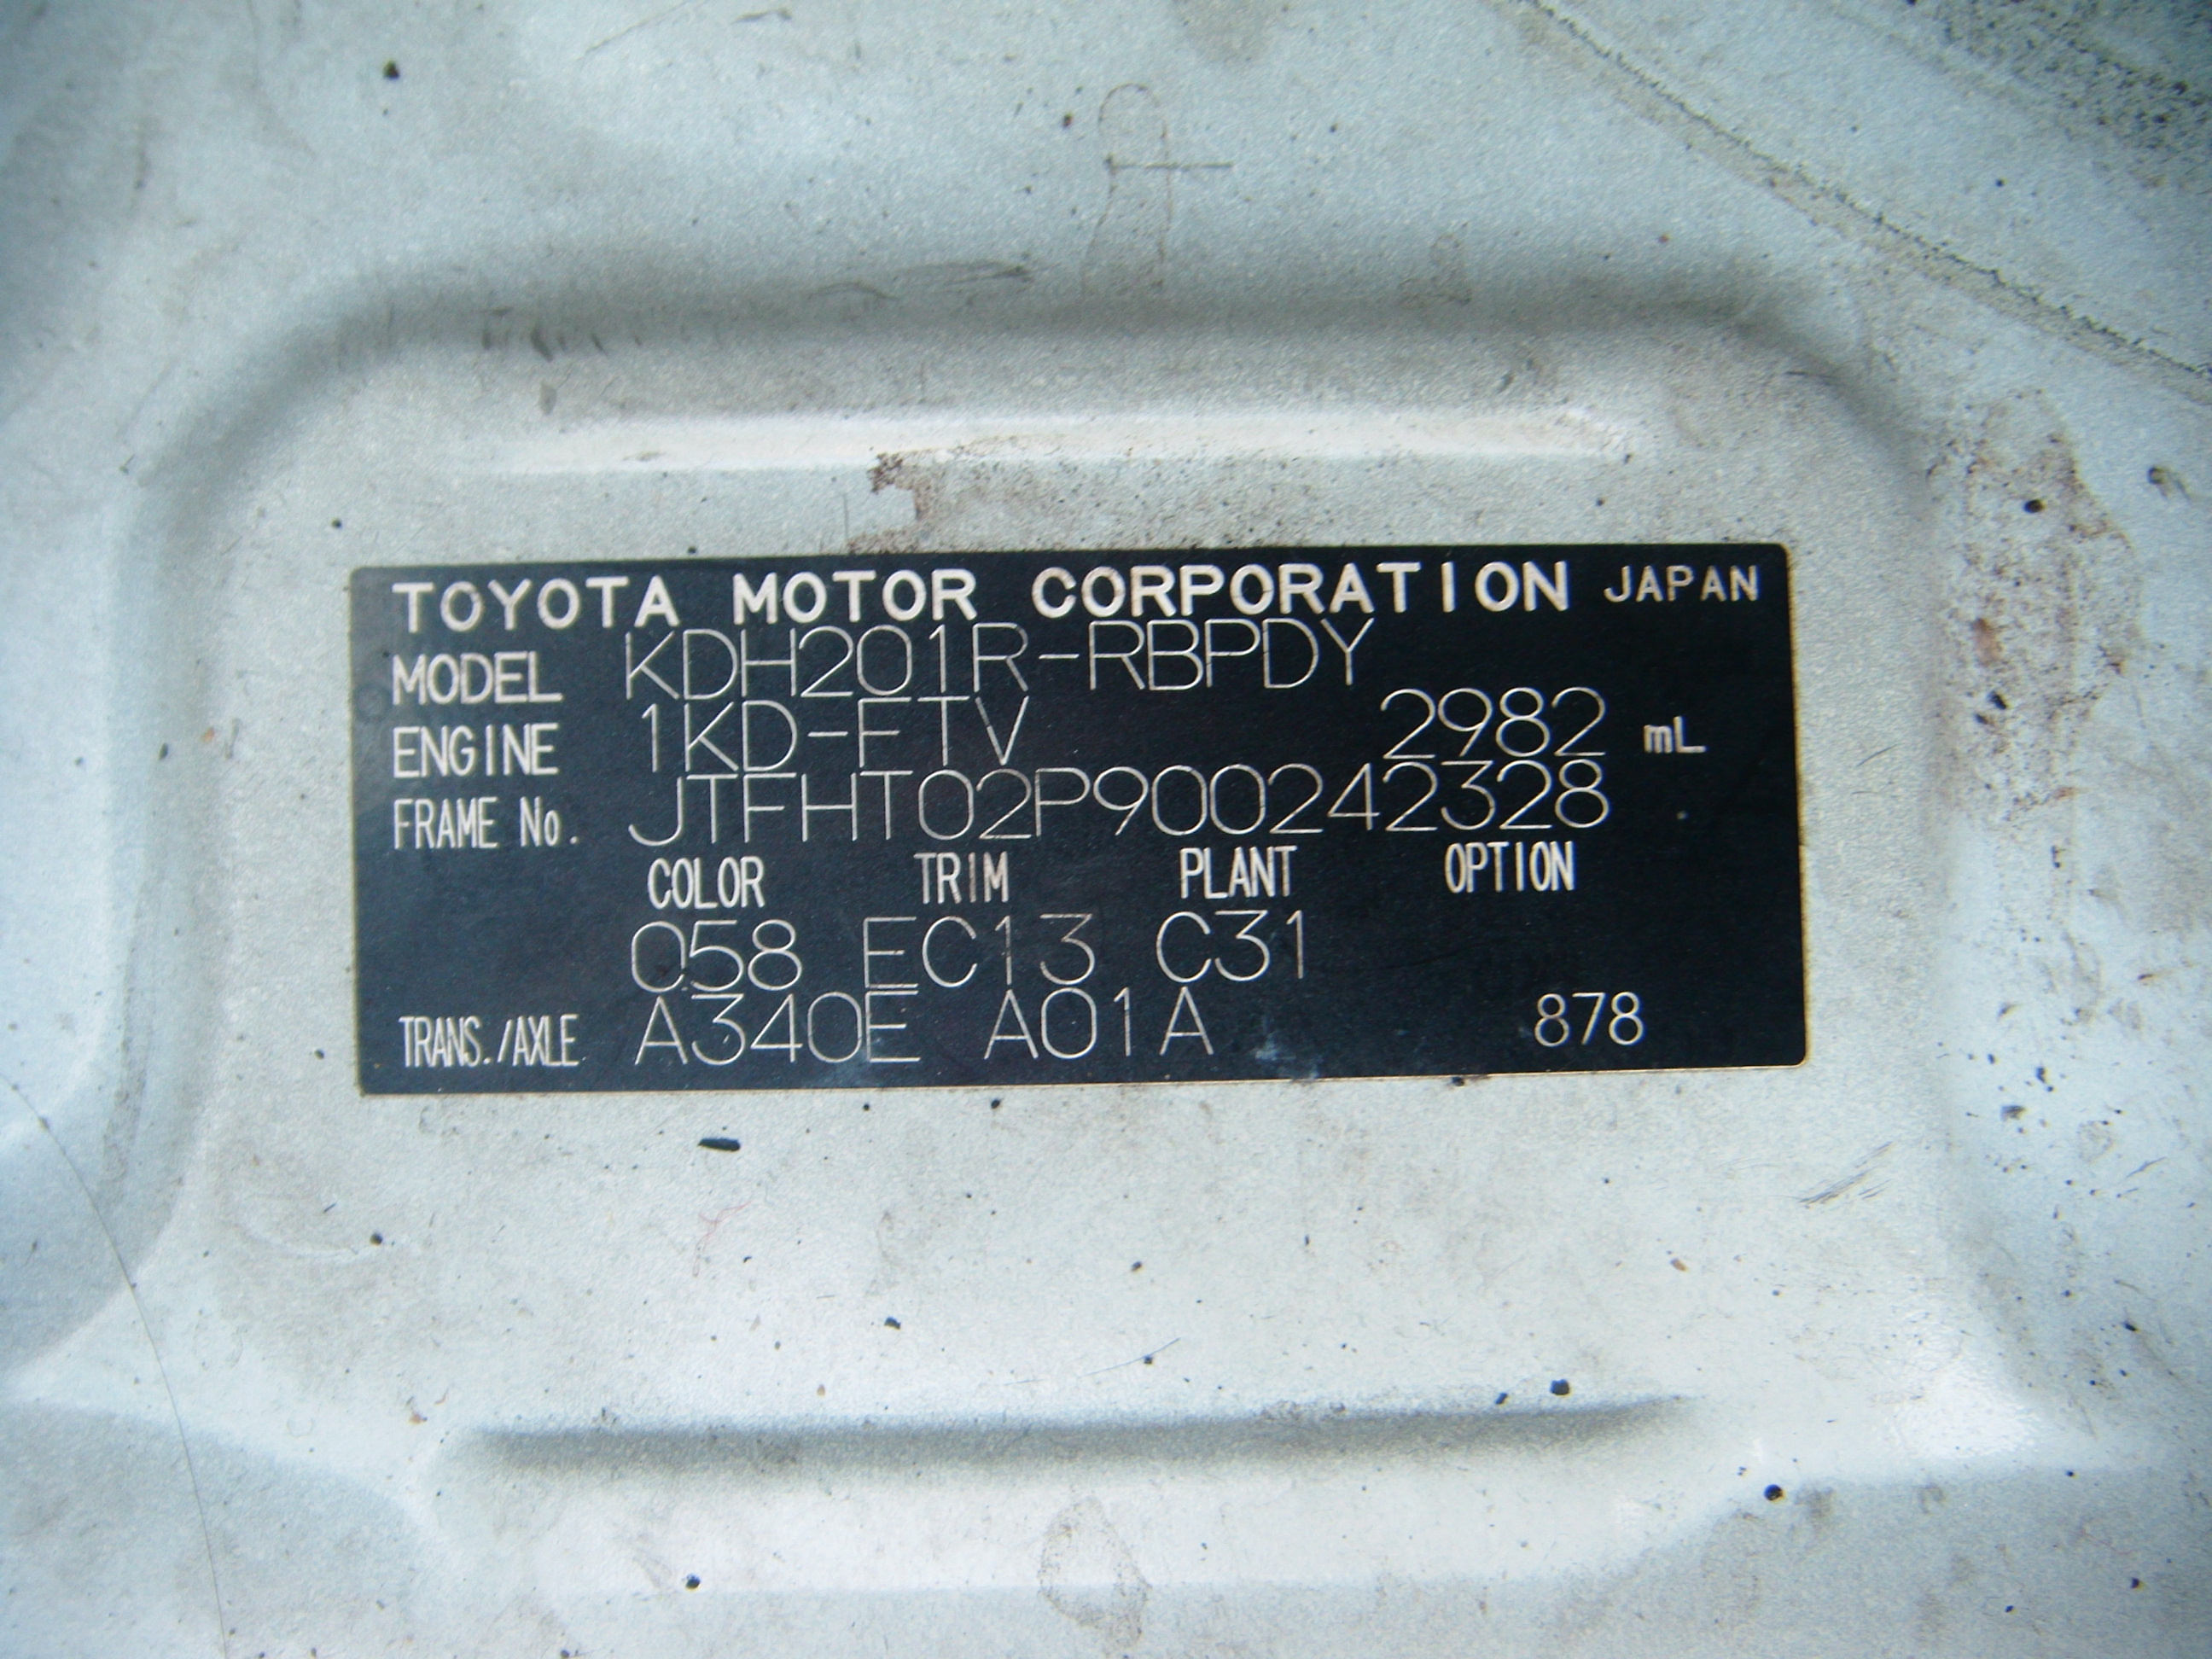 TOYOTA MOTOR CORPORATION JAPAN
MODEL KDH201R-RBPDY
ENGINE 1KD-FTV 2982 mL
FRAME No. JTFHT02P900242328
COLOR TRIM PLANT OPTION
058 EC13 C31
TRANS./AXLE A340E A01A 878